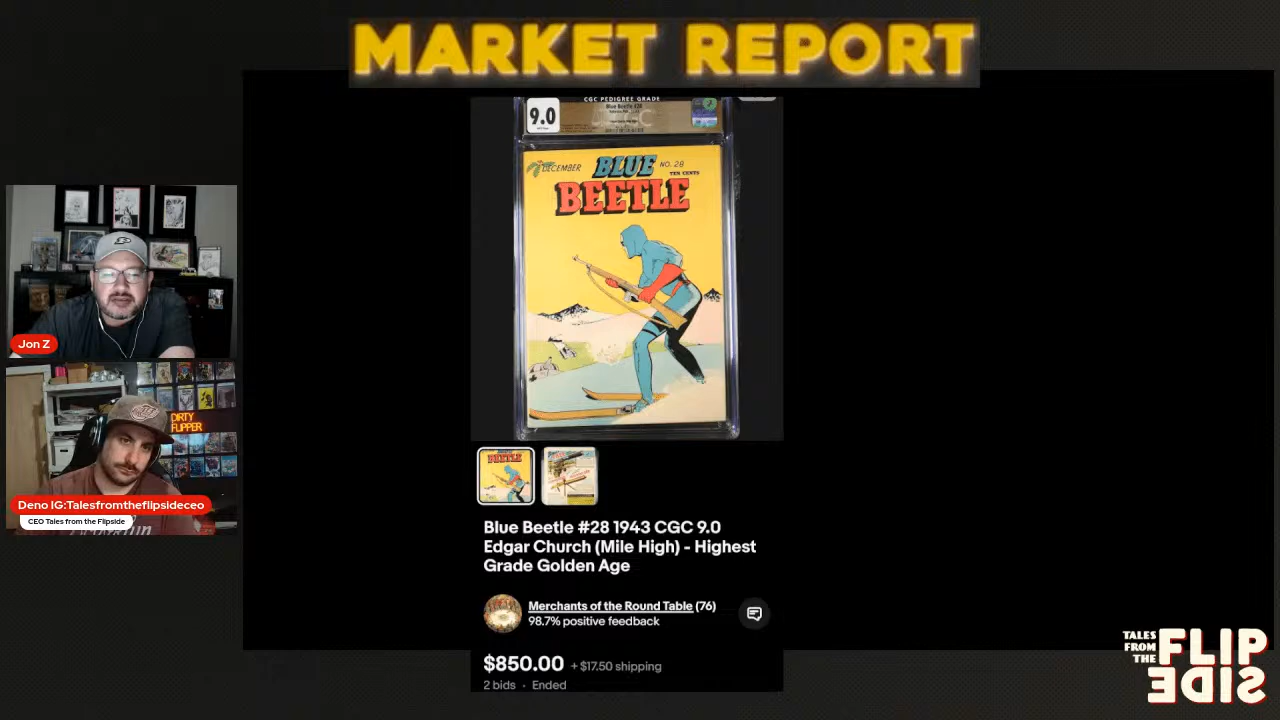 MARKET REPORT
CGC PEDIGREE GRADE
9.0
Blue Beetle #28
DECEMBER
BLUE
NO. 28
TEN CENTS
BEETLE
Jon Z
DIRTY
FLIPPER
Deno IG:Talesfromtheflipsideceo
CEO Tales from the Flipside
BEETLE
Blue Beetle #28 1943 CGC 9.0
Edgar Church (Mile High) - Highest
Grade Golden Age
Merchants of the Round Table (76)
98.7% positive feedback
$850.00 + $17.50 shipping
2 bids · Ended
TALES
FROM
THE
FLIP
SIDE